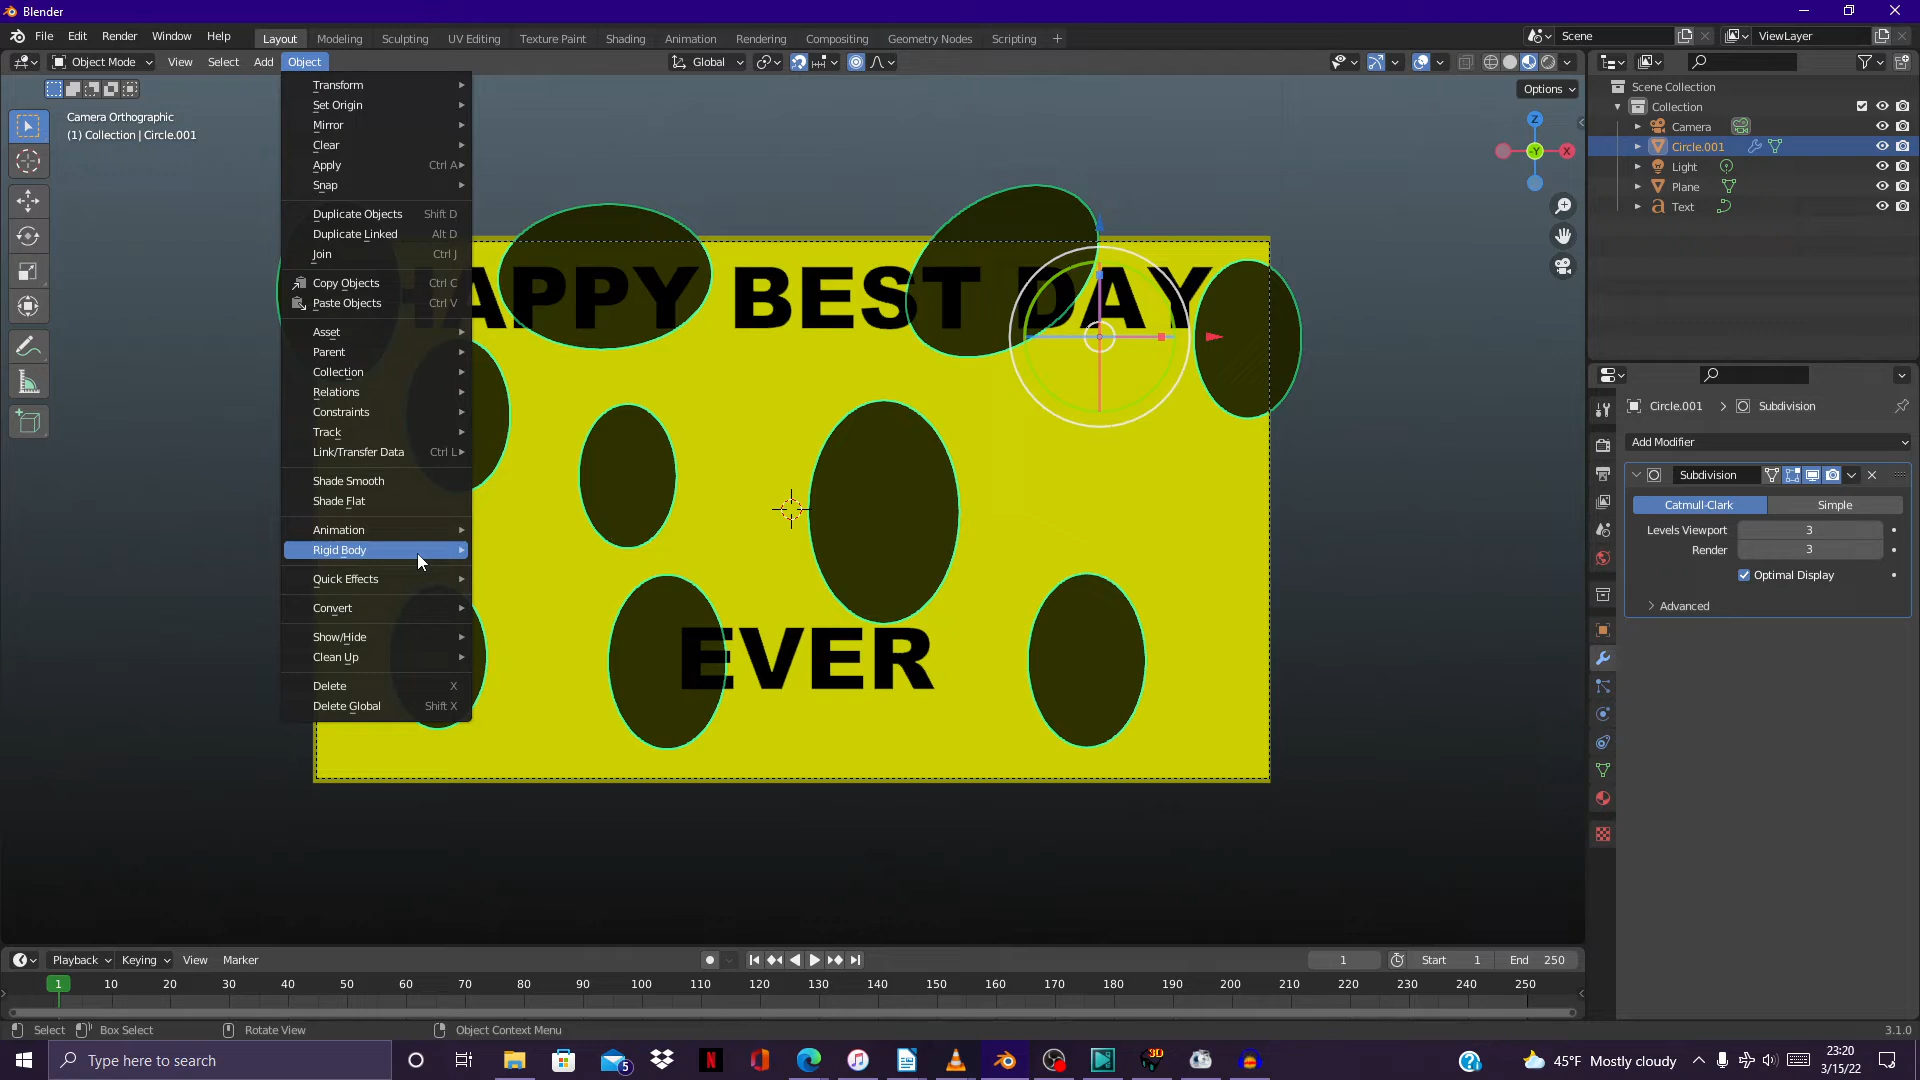 Blender
File Edit Render Window Help Layout Modeling Sculpting UV Editing Texture Paint Shading Animation Rendering Compositing Geometry Nodes Scripting + Scene ViewLayer
Object Mode View Select Add Object Global
Options
Camera Orthographic
(1) Collection | Circle.001
Transform
Set Origin
Mirror
Clear
Apply Ctrl A
Snap
Duplicate Objects Shift D
Duplicate Linked Alt D
Join Ctrl J
Copy Objects Ctrl C
Paste Objects Ctrl V
Asset
Parent
Collection
Relations
Constraints
Track
Link/Transfer Data Ctrl L
Shade Smooth
Shade Flat
Animation
Rigid Body
Quick Effects
Convert
Show/Hide
Clean Up
Delete X
Delete Global Shift X
HAPPY BEST DAY
EVER
Z
-Y
X
Scene Collection
Collection
Camera
Circle.001
Light
Plane
Text
Circle.001 > Subdivision
Add Modifier
Subdivision
Catmull-Clark Simple
Levels Viewport 3
Render 3
Optimal Display
Advanced
Playback Keying View Marker 1 Start 1 End 250
1 10 20 30 40 50 60 70 80 90 100 110 120 130 140 150 160 170 180 190 200 210 220 230 240 250
Select Box Select Rotate View Object Context Menu 3.1.0
Type here to search 5 N 3D 45°F Mostly cloudy 23:20
3/15/22